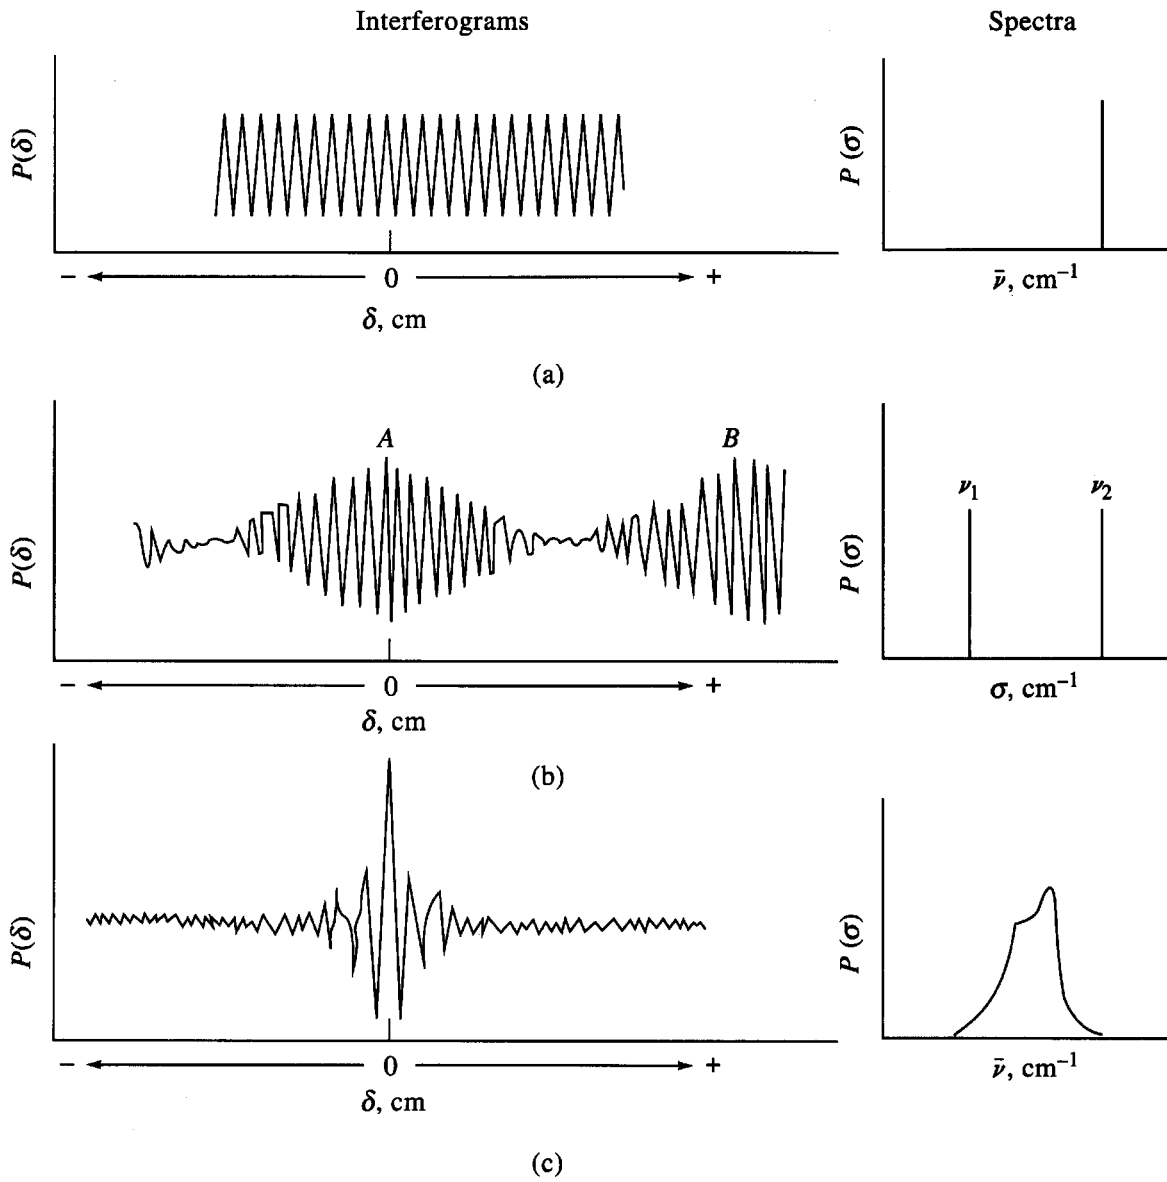 Interferograms
Spectra
P(δ)
− 0 +
δ, cm
P (σ)
ν̄, cm⁻¹
(a)
A
B
P(δ)
− 0 +
δ, cm
ν₁
ν₂
P (σ)
σ, cm⁻¹
(b)
P(δ)
− 0 +
δ, cm
P (σ)
ν̄, cm⁻¹
(c)